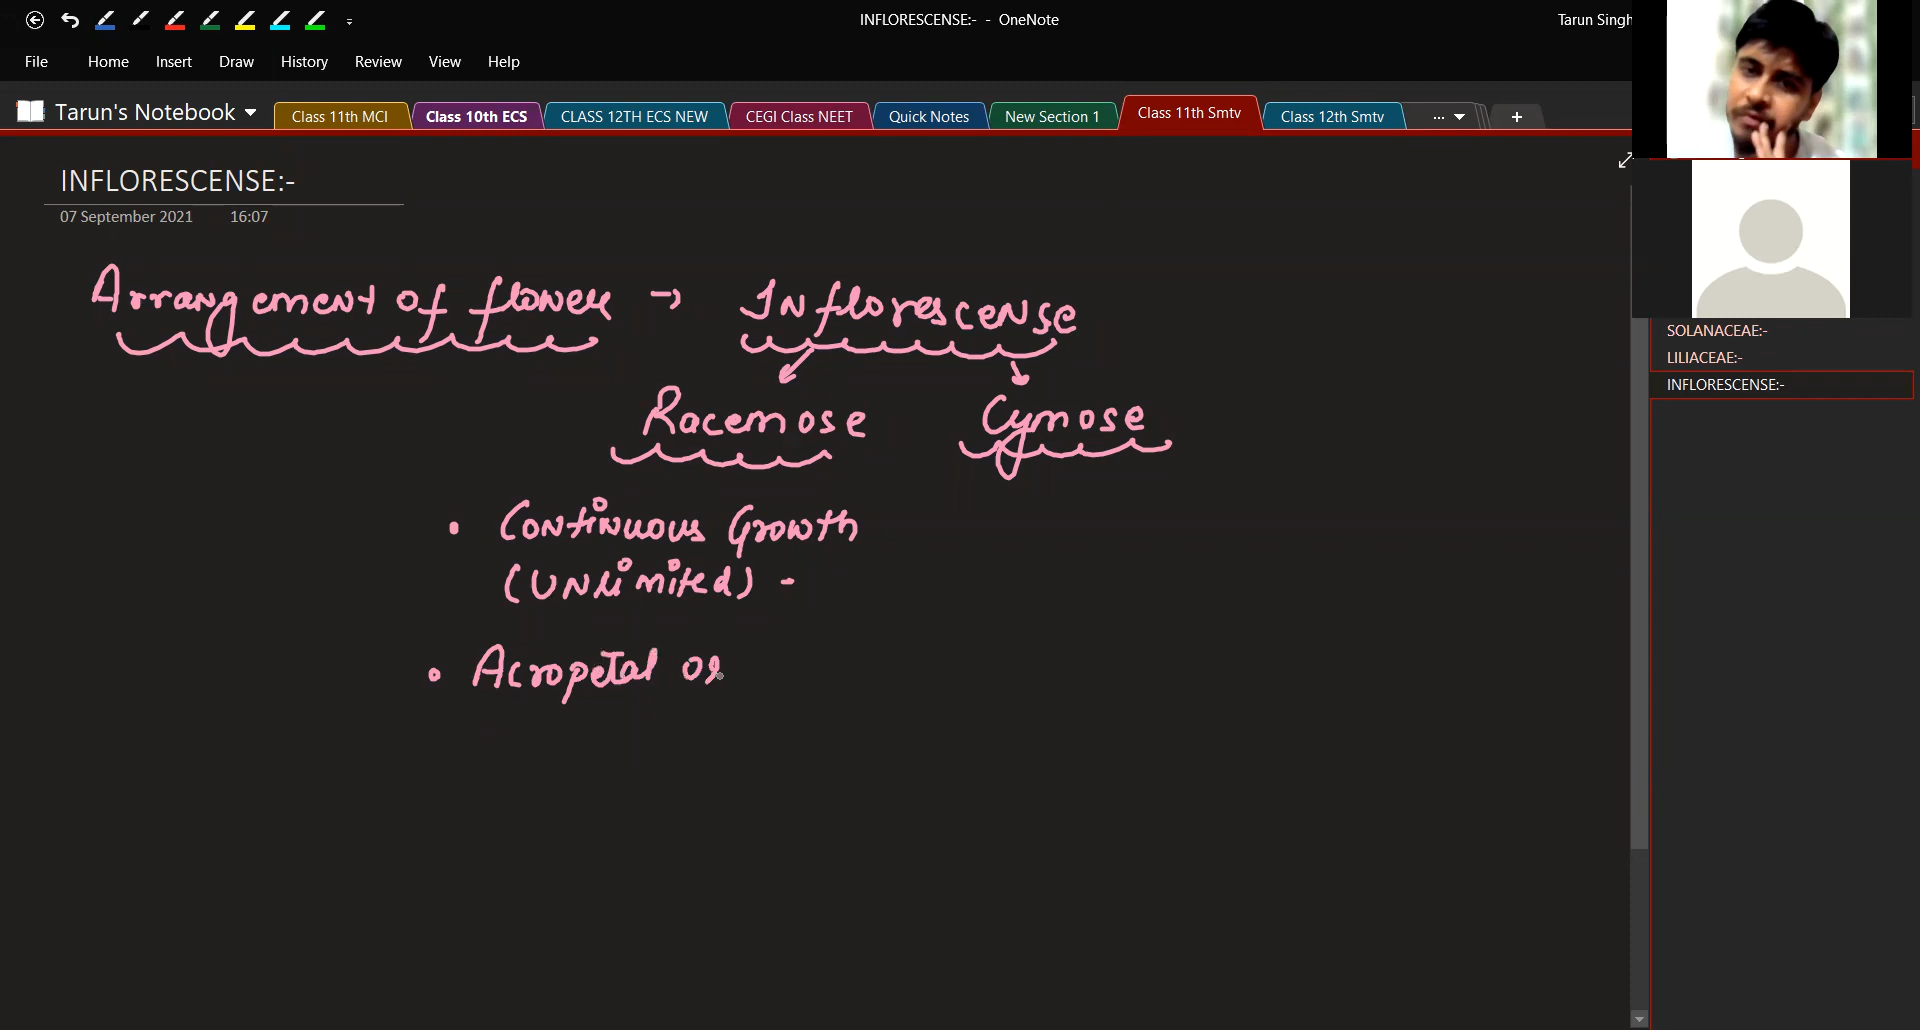 INFLORESCENSE:- - OneNote
Tarun Singh
File Home Insert Draw History Review View Help
Tarun's Notebook
Class 11th MCI
Class 10th ECS
CLASS 12TH ECS NEW
CEGI Class NEET
Quick Notes
New Section 1
Class 11th Smtv
Class 12th Smtv
...
+
INFLORESCENSE:-
07 September 2021 16:07
Arrangement of flower → Inflorescense
Racemose Cymose
• Continuous Growth
(Unlimited) -
• Acropetal
SOLANACEAE:-
LILIACEAE:-
INFLORESCENSE:-